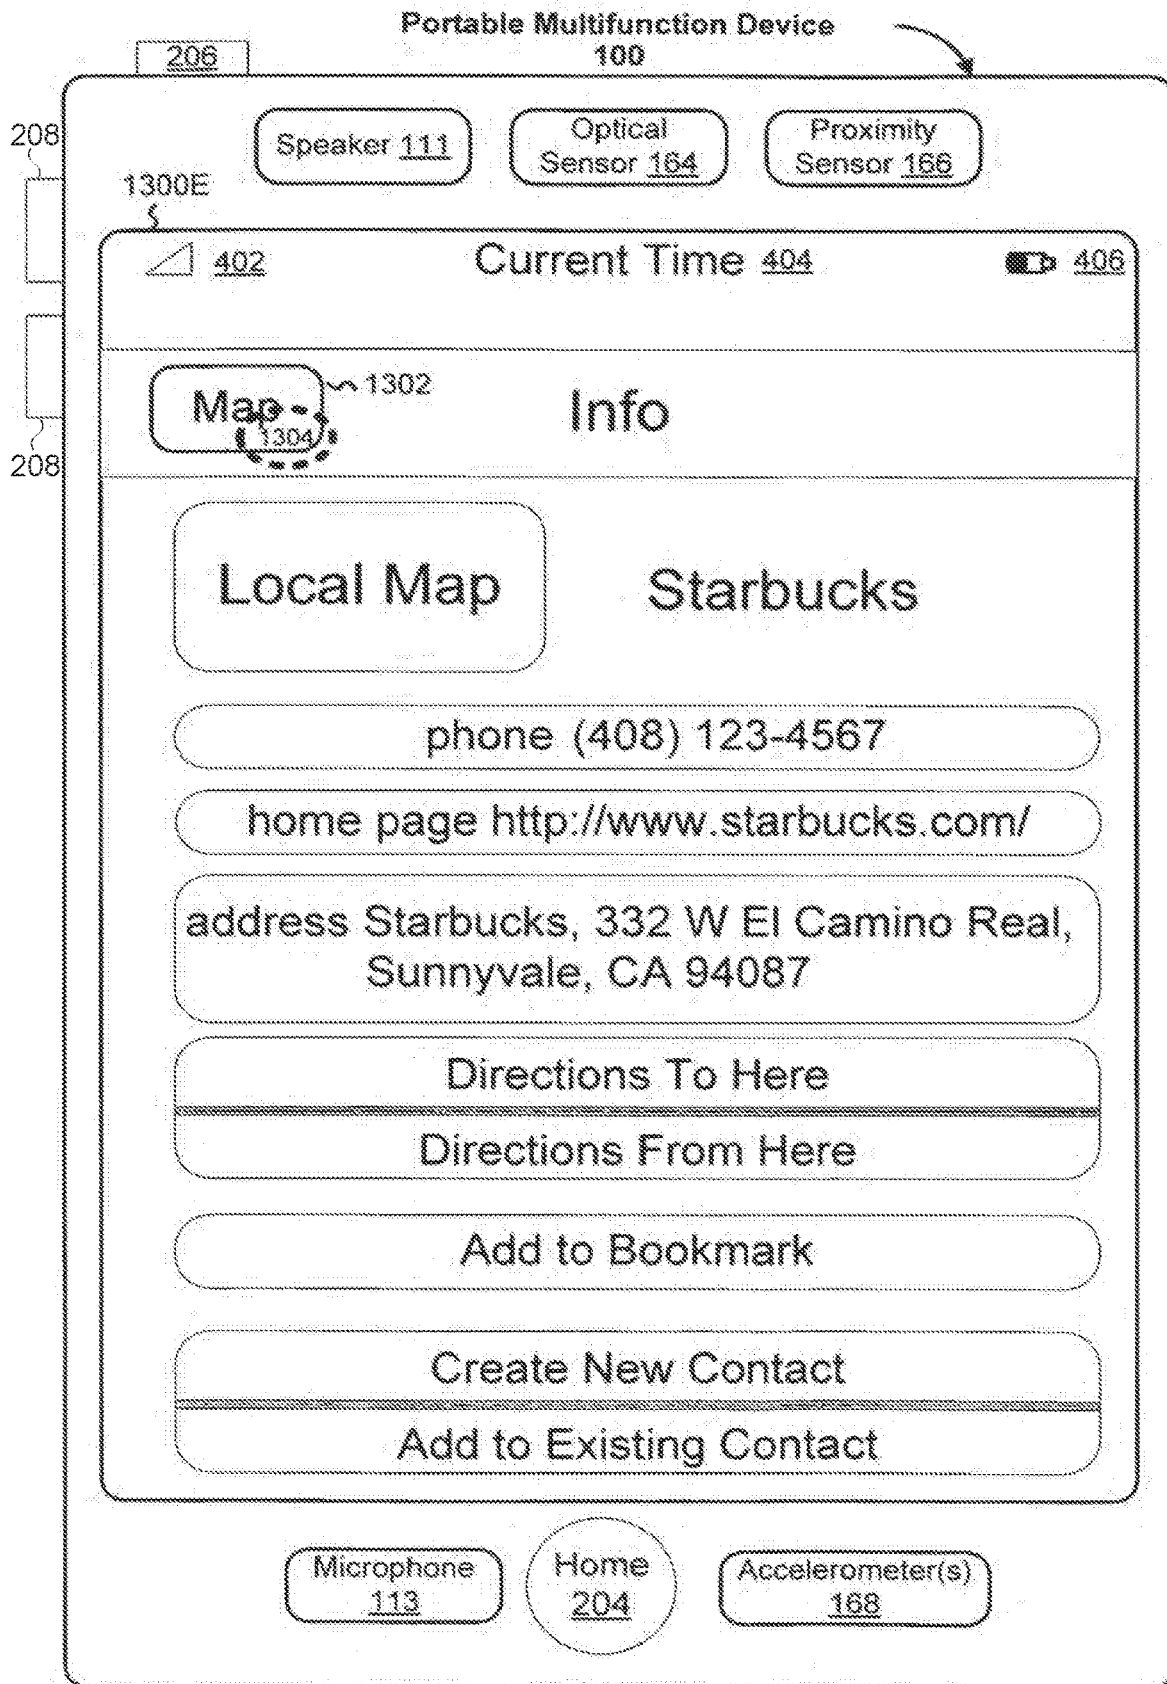 Portable Multifunction Device
100
206
208
Speaker 111
Optical
Sensor 164
Proximity
Sensor 166
1300E
402
Current Time 404
406
Map
1302
Info
1304
208
Local Map
Starbucks
phone (408) 123-4567
home page http://www.starbucks.com/
address Starbucks, 332 W El Camino Real,
Sunnyvale, CA 94087
Directions To Here
Directions From Here
Add to Bookmark
Create New Contact
Add to Existing Contact
Microphone
113
Home
204
Accelerometer(s)
168